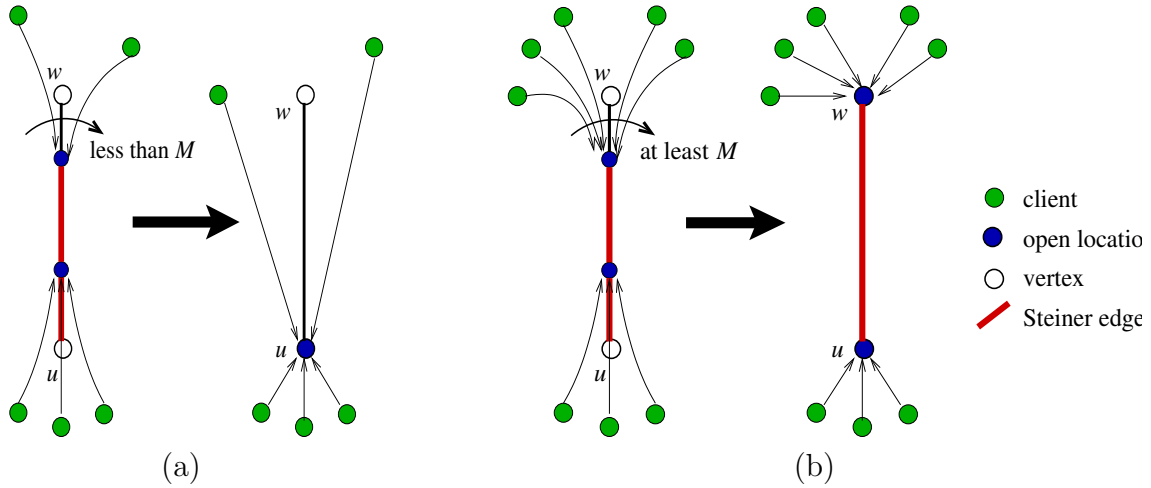 w
less than M
u
w
u
(a)
w
at least M
u
w
u
(b)
client
open locatio
vertex
Steiner edge